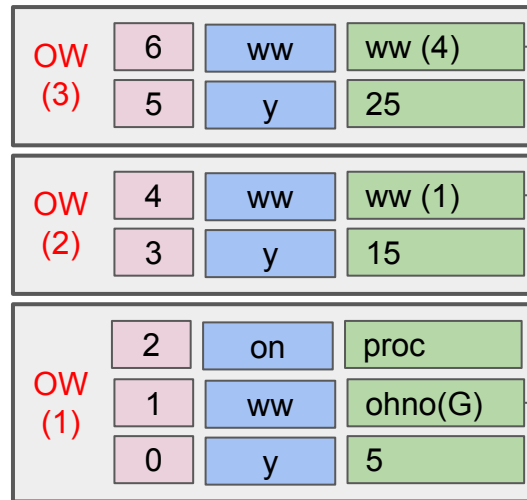 OW
(3)
6 ww ww (4)
5 y 25
OW
(2)
4 ww ww (1)
3 y 15
OW
(1)
2 on proc
1 ww ohno(G)
0 y 5